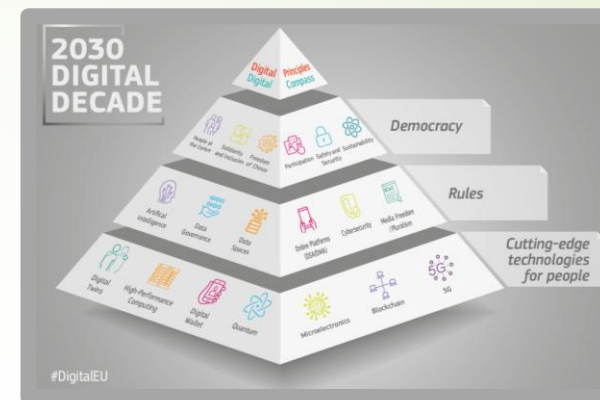 2030
DIGITAL
DECADE
Digital Principles
Digital Compass
People at
the Centre
Solidarity
and Inclusion
Freedom
of Choice
Participation
Safety and
Security
Sustainability
Democracy
Artificial
Intelligence
Data
Governance
Data
Spaces
Online Platforms
(DSA/DMA)
Cybersecurity
Media Freedom
/Pluralism
Rules
Digital
Twins
High-Performance
Computing
Digital
Wallet
Quantum
Microelectronics
Blockchain
5G
5G
Cutting-edge
technologies
for people
#DigitalEU